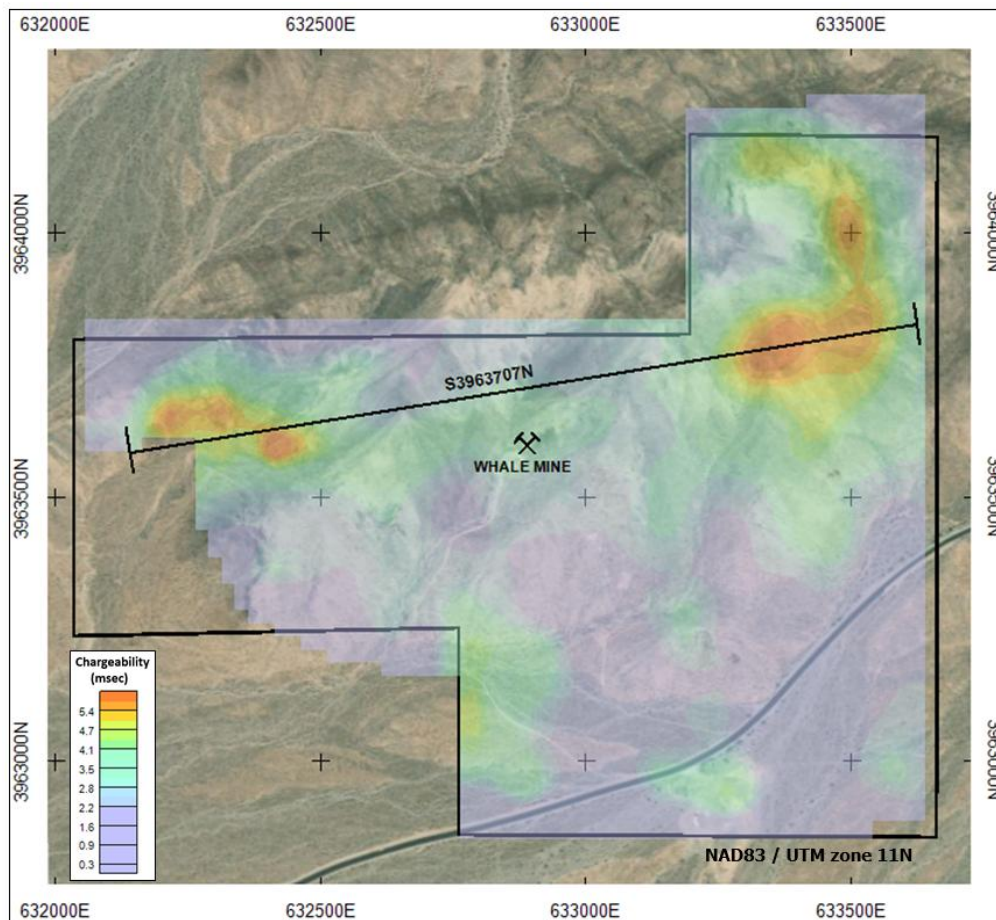 632000E 632500E 633000E 633500E
3964000N
3964000N
S3963707N
WHALE MINE
3963500N
3963500N
Chargeability
(msec)
5.4
4.7
4.1
3.5
2.8
2.2
1.6
0.9
0.3
3963000N
3963000N
NAD83 / UTM zone 11N
632000E 632500E 633000E 633500E